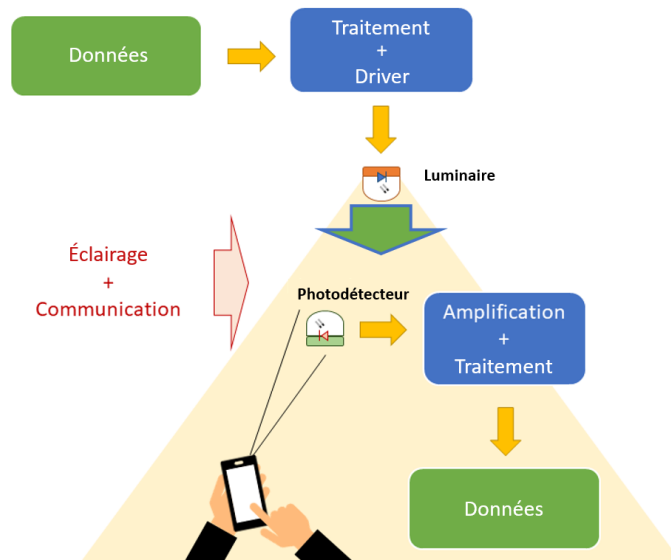 Données
Traitement
+
Driver
Luminaire
Éclairage
+
Communication
Photodétecteur
Amplification
+
Traitement
Données